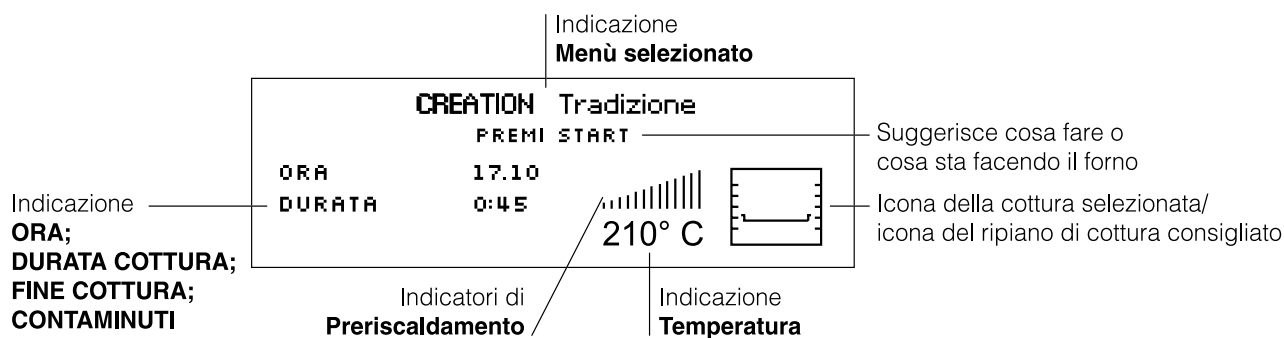 Indicazione
Menù selezionato
CREATION Tradizione
PREMI START
Suggerisce cosa fare o
cosa sta facendo il forno
ORA 17.10
DURATA 0:45
210° C
Indicazione
ORA;
DURATA COTTURA;
FINE COTTURA;
CONTAMINUTI
Icona della cottura selezionata/
icona del ripiano di cottura consigliato
Indicatori di
Preriscaldamento
Indicazione
Temperatura